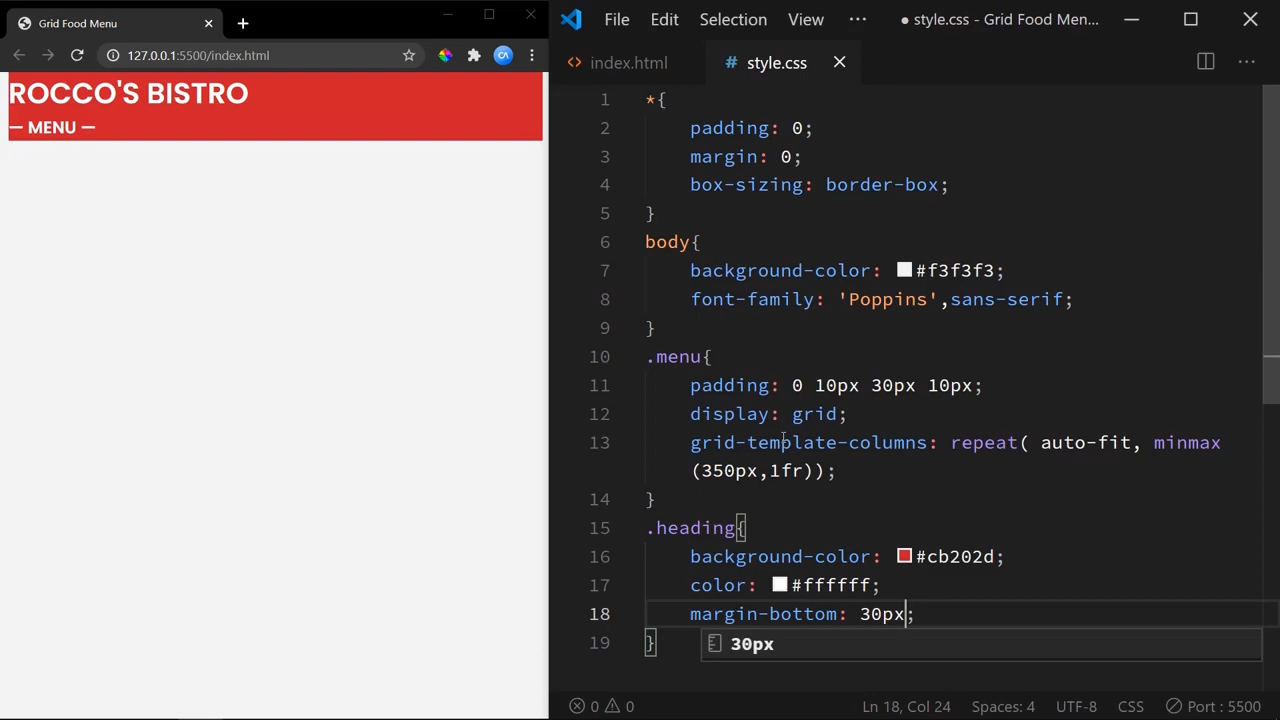 Grid Food Menu
127.0.0.1:5500/index.html
CA
ROCCO'S BISTRO
— MENU —
File Edit Selection View ··· ● style.css - Grid Food Men...
<> index.html # style.css
1 *{
2 padding: 0;
3 margin: 0;
4 box-sizing: border-box;
5 }
6 body{
7 background-color: #f3f3f3;
8 font-family: 'Poppins',sans-serif;
9 }
10 .menu{
11 padding: 0 10px 30px 10px;
12 display: grid;
13 grid-template-columns: repeat( auto-fit, minmax
(350px,1fr));
14 }
15 .heading{
16 background-color: #cb202d;
17 color: #ffffff;
18 margin-bottom: 30px;
19 }
30px
0 0 Ln 18, Col 24 Spaces: 4 UTF-8 CSS Port : 5500